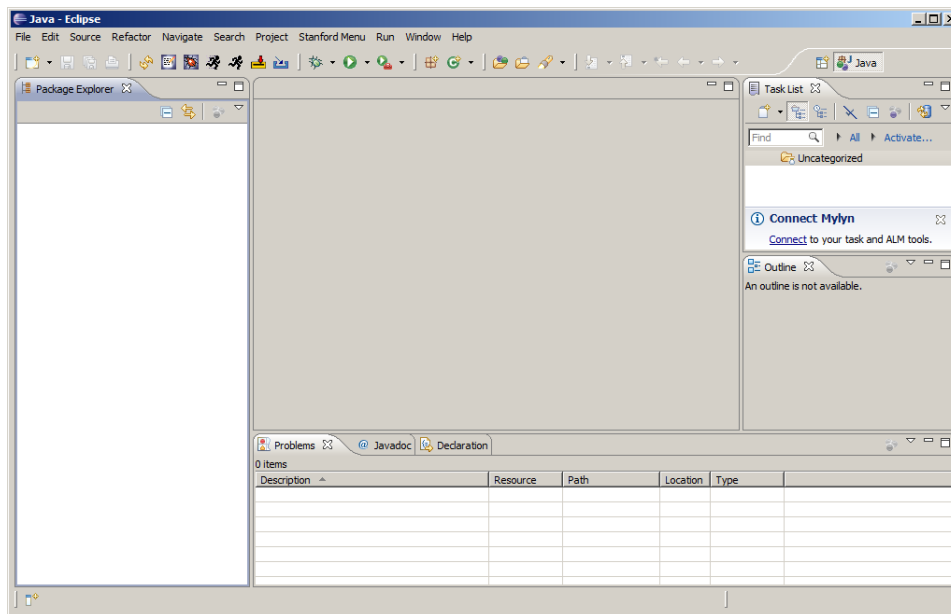 Java - Eclipse
File Edit Source Refactor Navigate Search Project Stanford Menu Run Window Help
Java
Package Explorer
Task List
Find All Activate...
Uncategorized
Connect Mylyn
Connect to your task and ALM tools.
Outline
An outline is not available.
Problems @ Javadoc Declaration
0 items
Description Resource Path Location Type